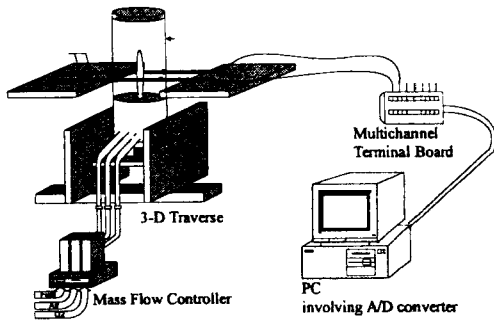 Multichannel
Terminal Board
3-D Traverse
Mass Flow Controller
PC
involving A/D converter